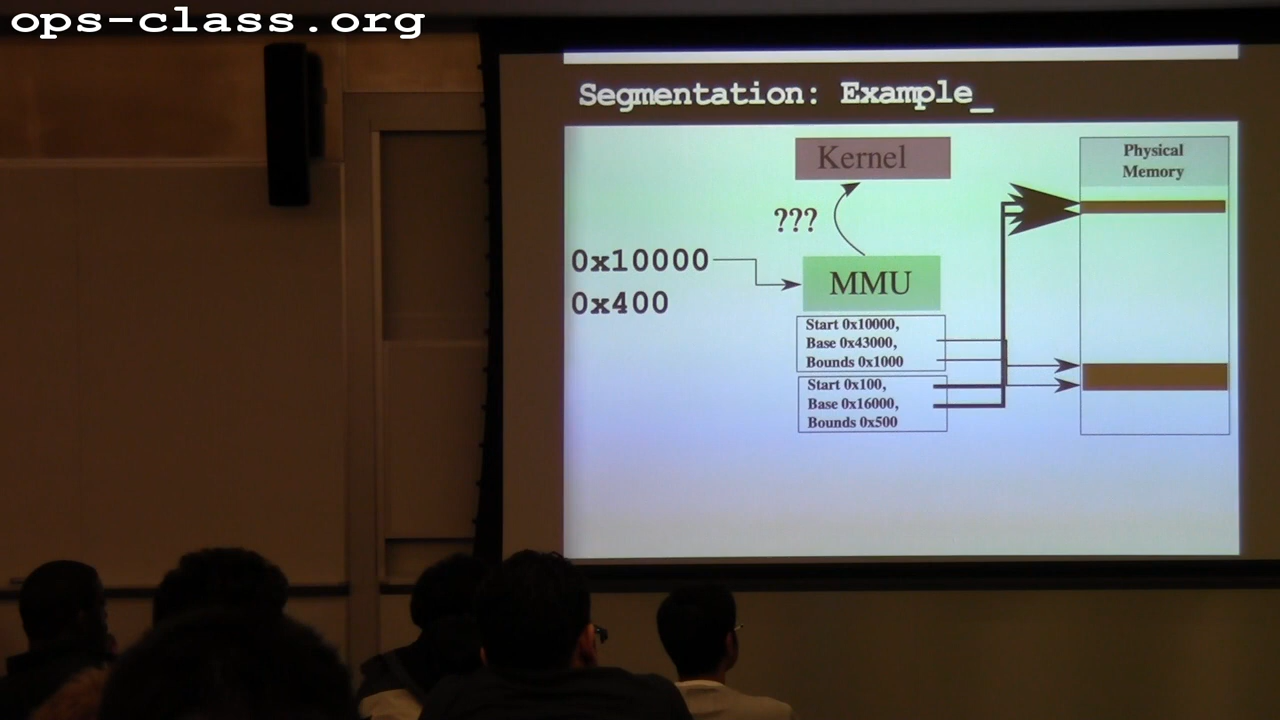 ops-class.org
Segmentation: Example_
Kernel
Physical
Memory
???
0x10000
0x400
MMU
Start 0x10000,
Base 0x43000,
Bounds 0x1000
Start 0x100,
Base 0x16000,
Bounds 0x500